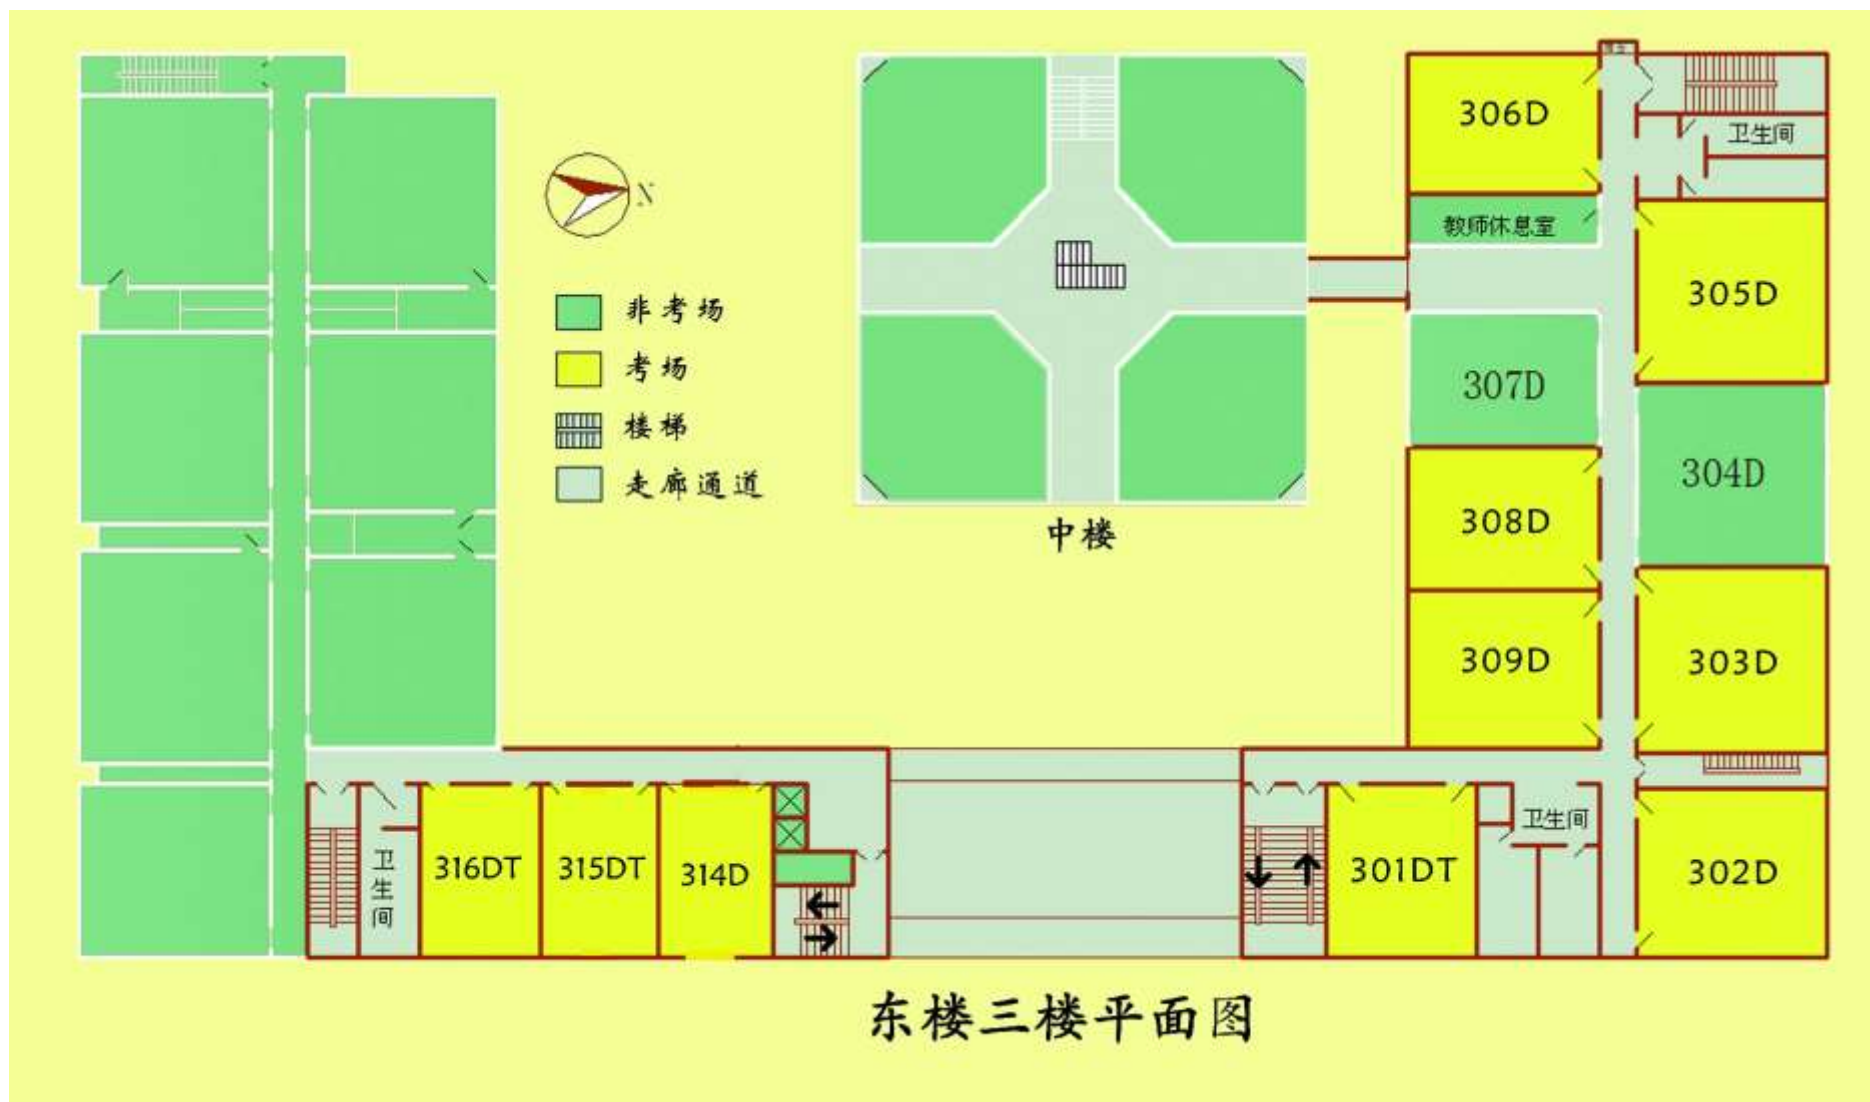 306D
卫生间
教师休息室
N
305D
非考场
考场
307D
楼梯
304D
走廊通道
308D
中楼
309D
303D
卫生间
卫生间
316DT
315DT
314D
301DT
302D
东楼三楼平面图